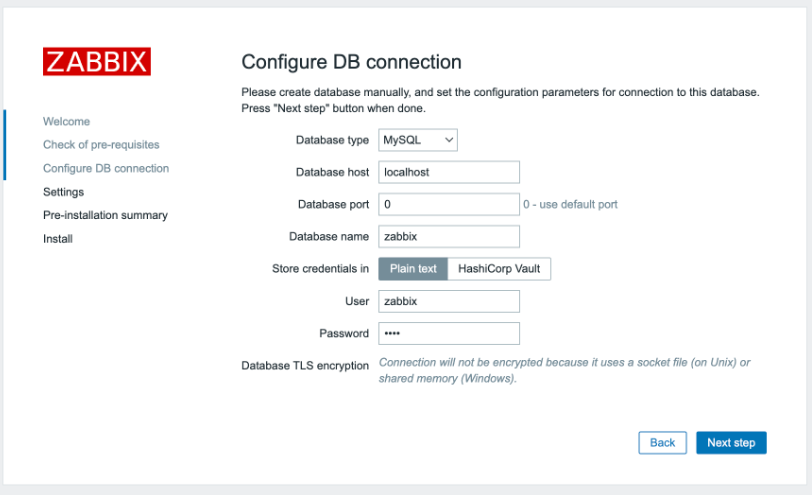 ZABBIX
Welcome
Check of pre-requisites
Configure DB connection
Settings
Pre-installation summary
Install
Configure DB connection
Please create database manually, and set the configuration parameters for connection to this database.
Press "Next step" button when done.
Database type MySQL
Database host localhost
Database port 0 0 - use default port
Database name zabbix
Store credentials in Plain text HashiCorp Vault
User zabbix
Password ••••
Database TLS encryption Connection will not be encrypted because it uses a socket file (on Unix) or
shared memory (Windows).
Back Next step